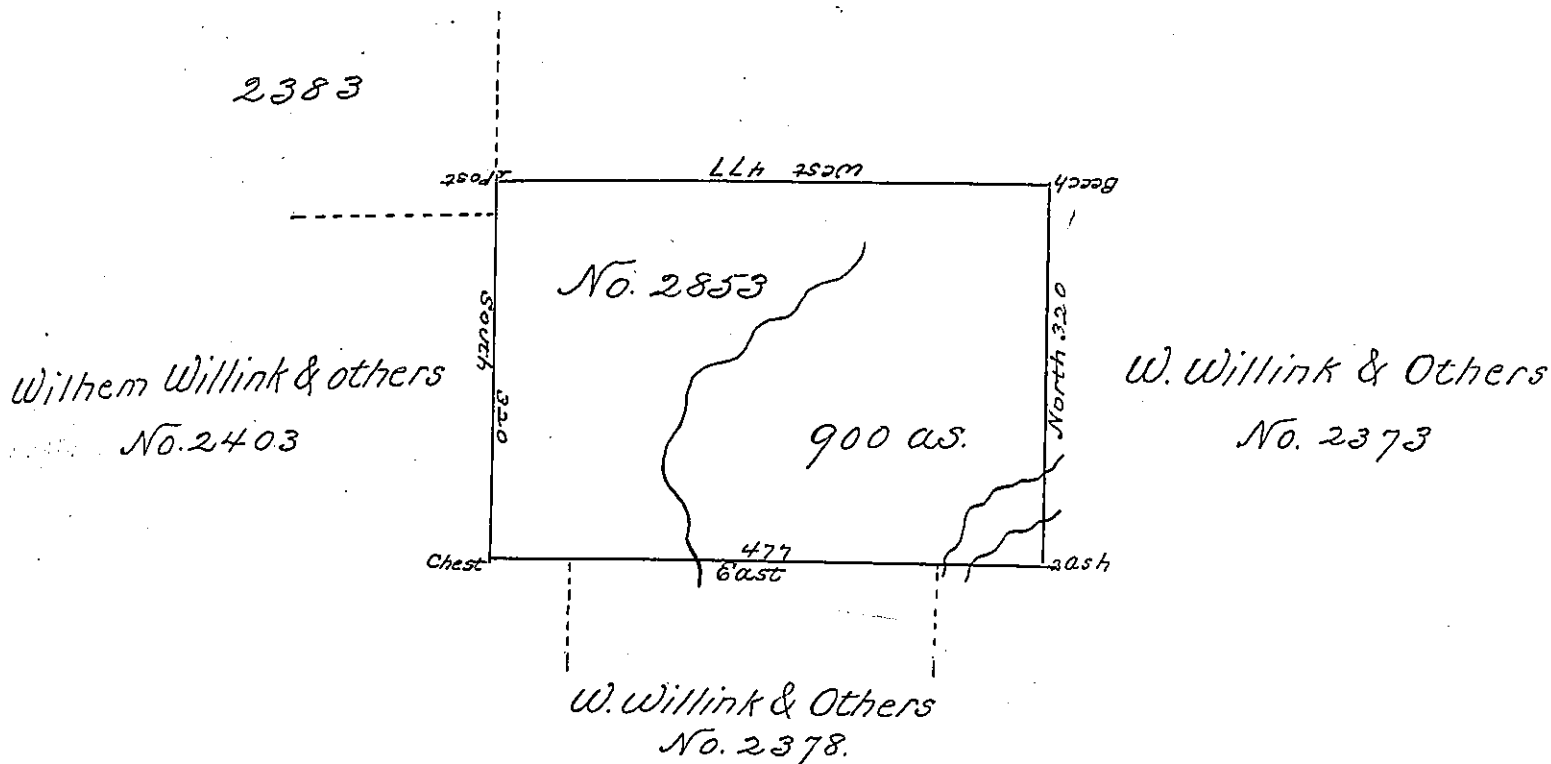 2383
Post
West 477
Beech
No. 2853
South 320
North 320
Wilhem Willink & others
No. 2403
W. Willink & Others
No. 2373
900 as.
Chest
477
East
2 ash
W. Willink & Others
No. 2378.